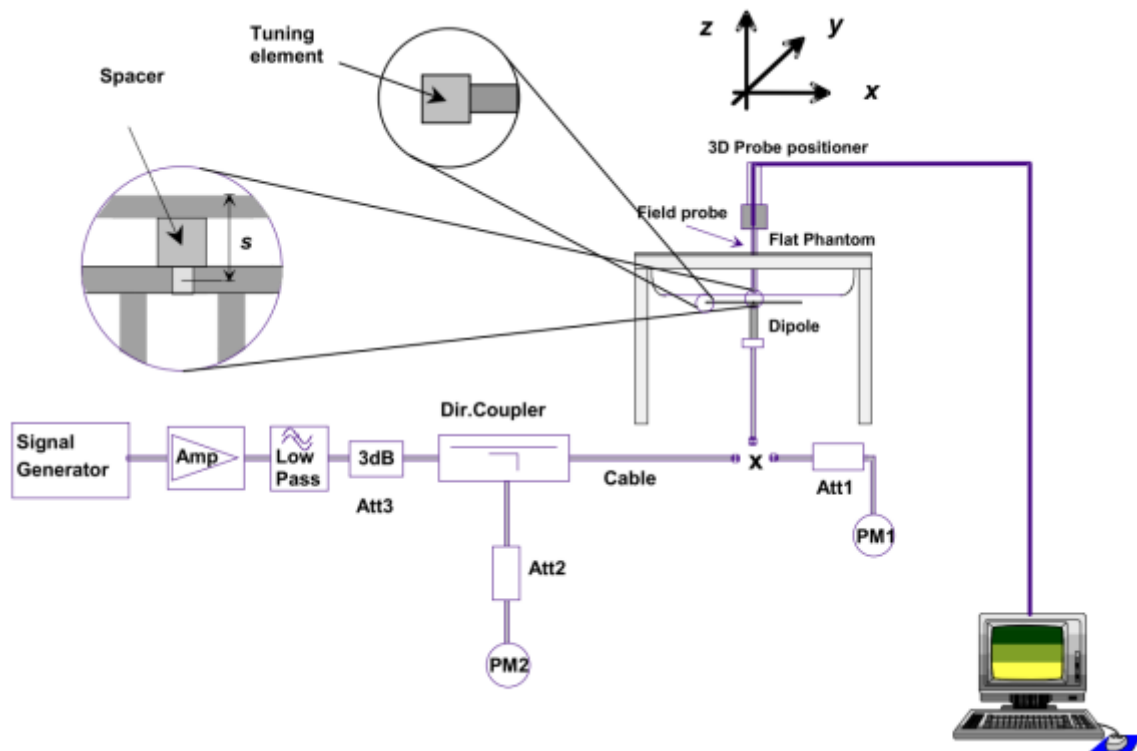 Tuning
element
z
y
x
Spacer
3D Probe positioner
Field probe
Flat Phantom
s
Dipole
Dir.Coupler
Signal
Generator
Amp
Low
Pass
3dB
Att3
Cable
x
Att1
PM1
Att2
PM2